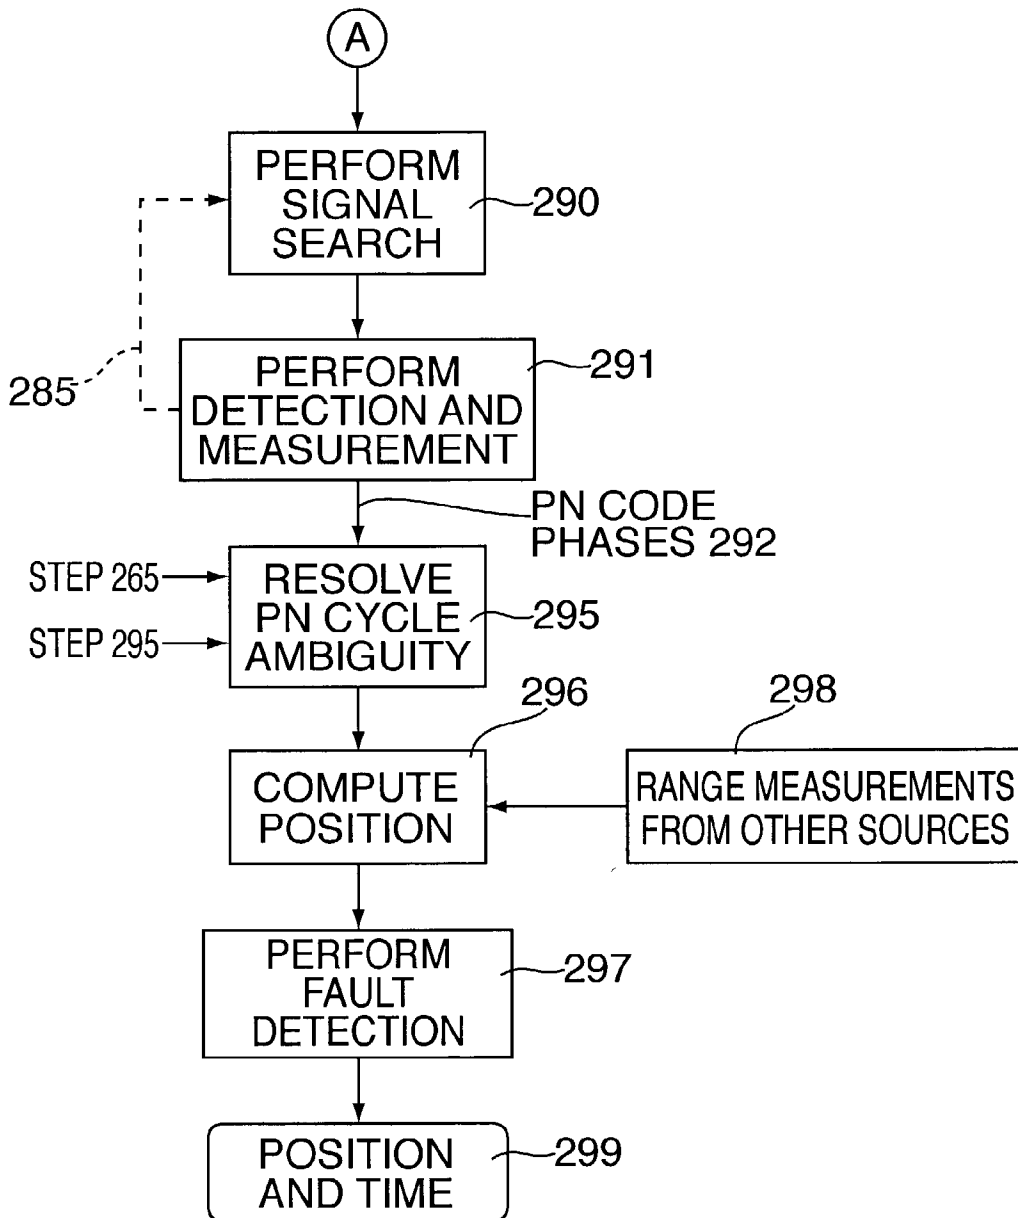 A
PERFORM
SIGNAL
SEARCH
290
PERFORM
DETECTION AND
MEASUREMENT
291
285
PN CODE
PHASES 292
STEP 265
STEP 295
RESOLVE
PN CYCLE
AMBIGUITY
295
296
298
COMPUTE
POSITION
RANGE MEASUREMENTS
FROM OTHER SOURCES
PERFORM
FAULT
DETECTION
297
POSITION
AND TIME
299